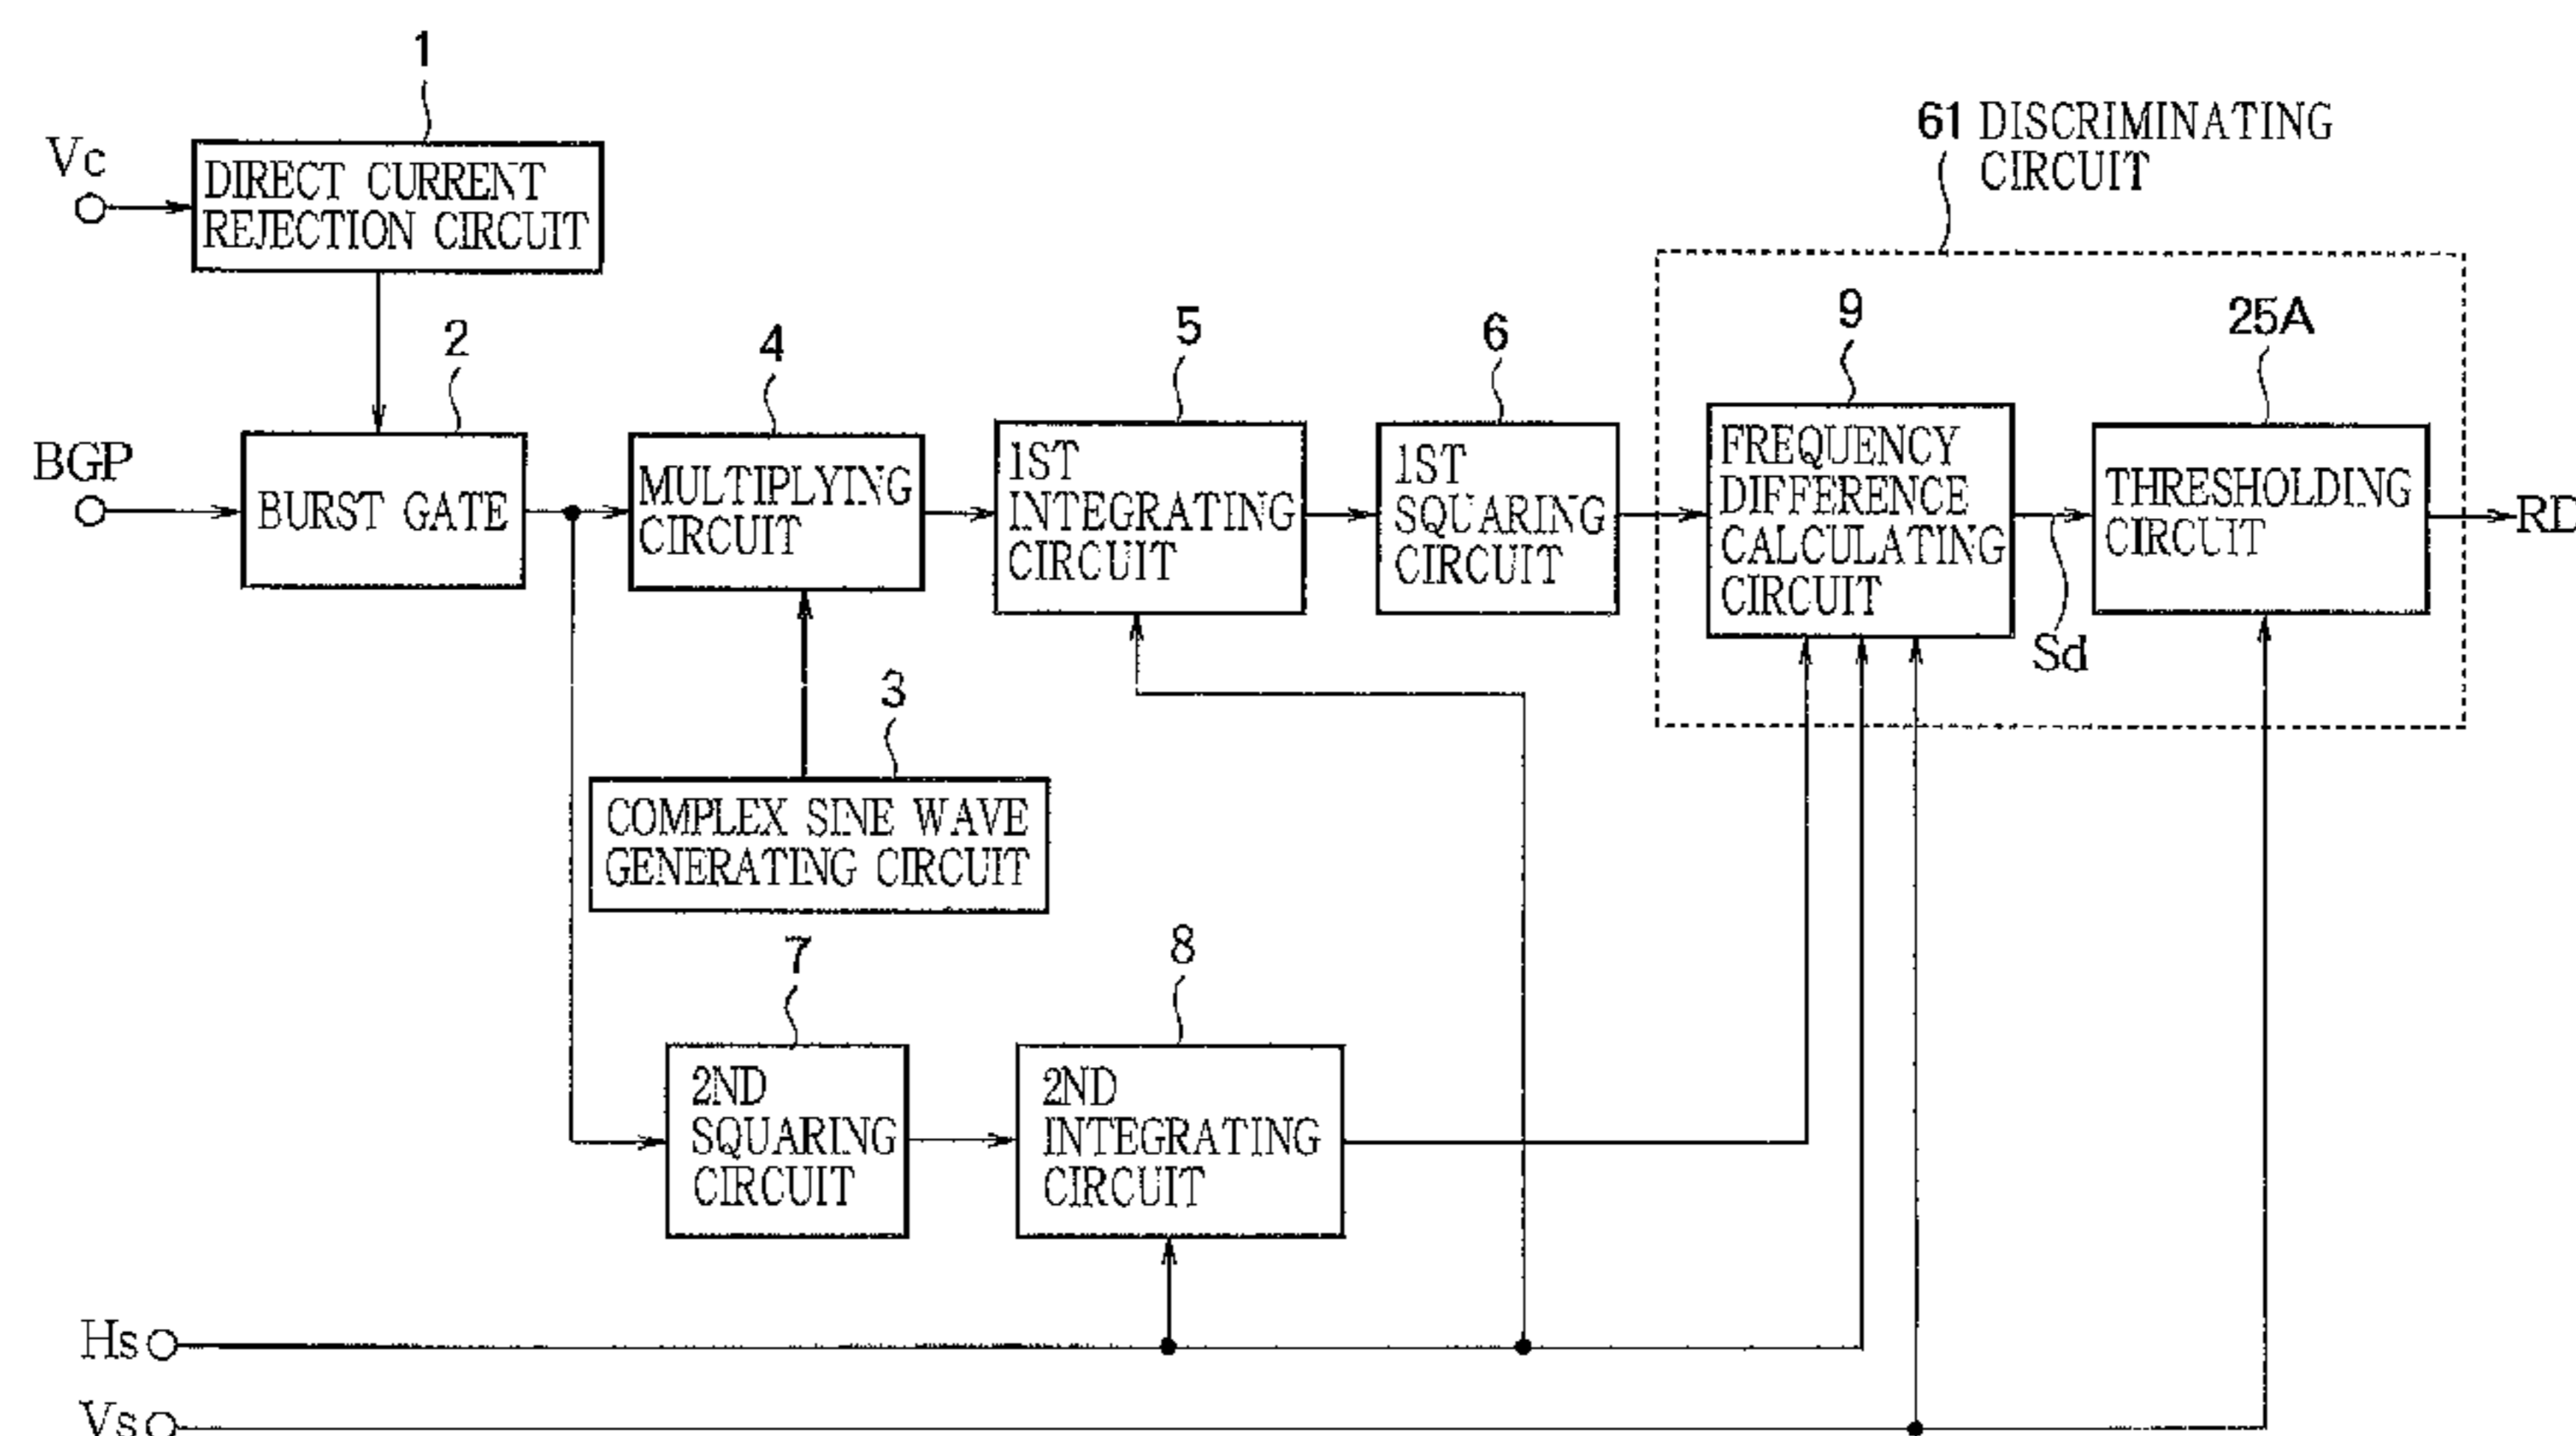 1
Vc
DIRECT CURRENT
REJECTION CIRCUIT
61 DISCRIMINATING
CIRCUIT
BGP
2
BURST GATE
4
MULTIPLYING
CIRCUIT
5
1ST
INTEGRATING
CIRCUIT
6
1ST
SQUARING
CIRCUIT
9
FREQUENCY
DIFFERENCE
CALCULATING
CIRCUIT
25A
THRESHOLDING
CIRCUIT
RD
Sd
3
COMPLEX SINE WAVE
GENERATING CIRCUIT
7
2ND
SQUARING
CIRCUIT
8
2ND
INTEGRATING
CIRCUIT
Hs
Vs